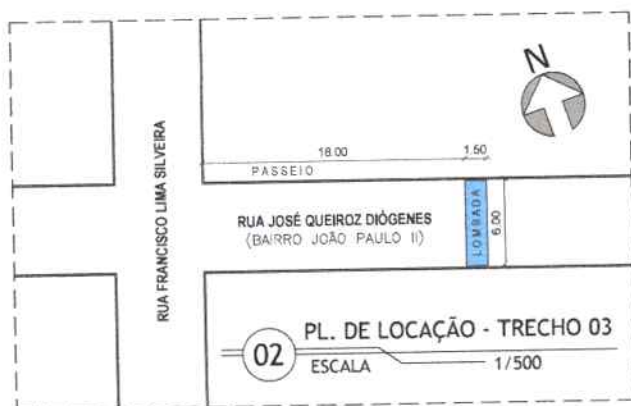 N
18.00
1.50
PASSEIO
RUA FRANCISCO LIMA SILVEIRA
RUA JOSÉ QUEIROZ DIÓGENES
(BAIRRO JOÃO PAULO II)
LOMBADA
6.00
02
PL. DE LOCAÇÃO - TRECHO 03
ESCALA
1/500